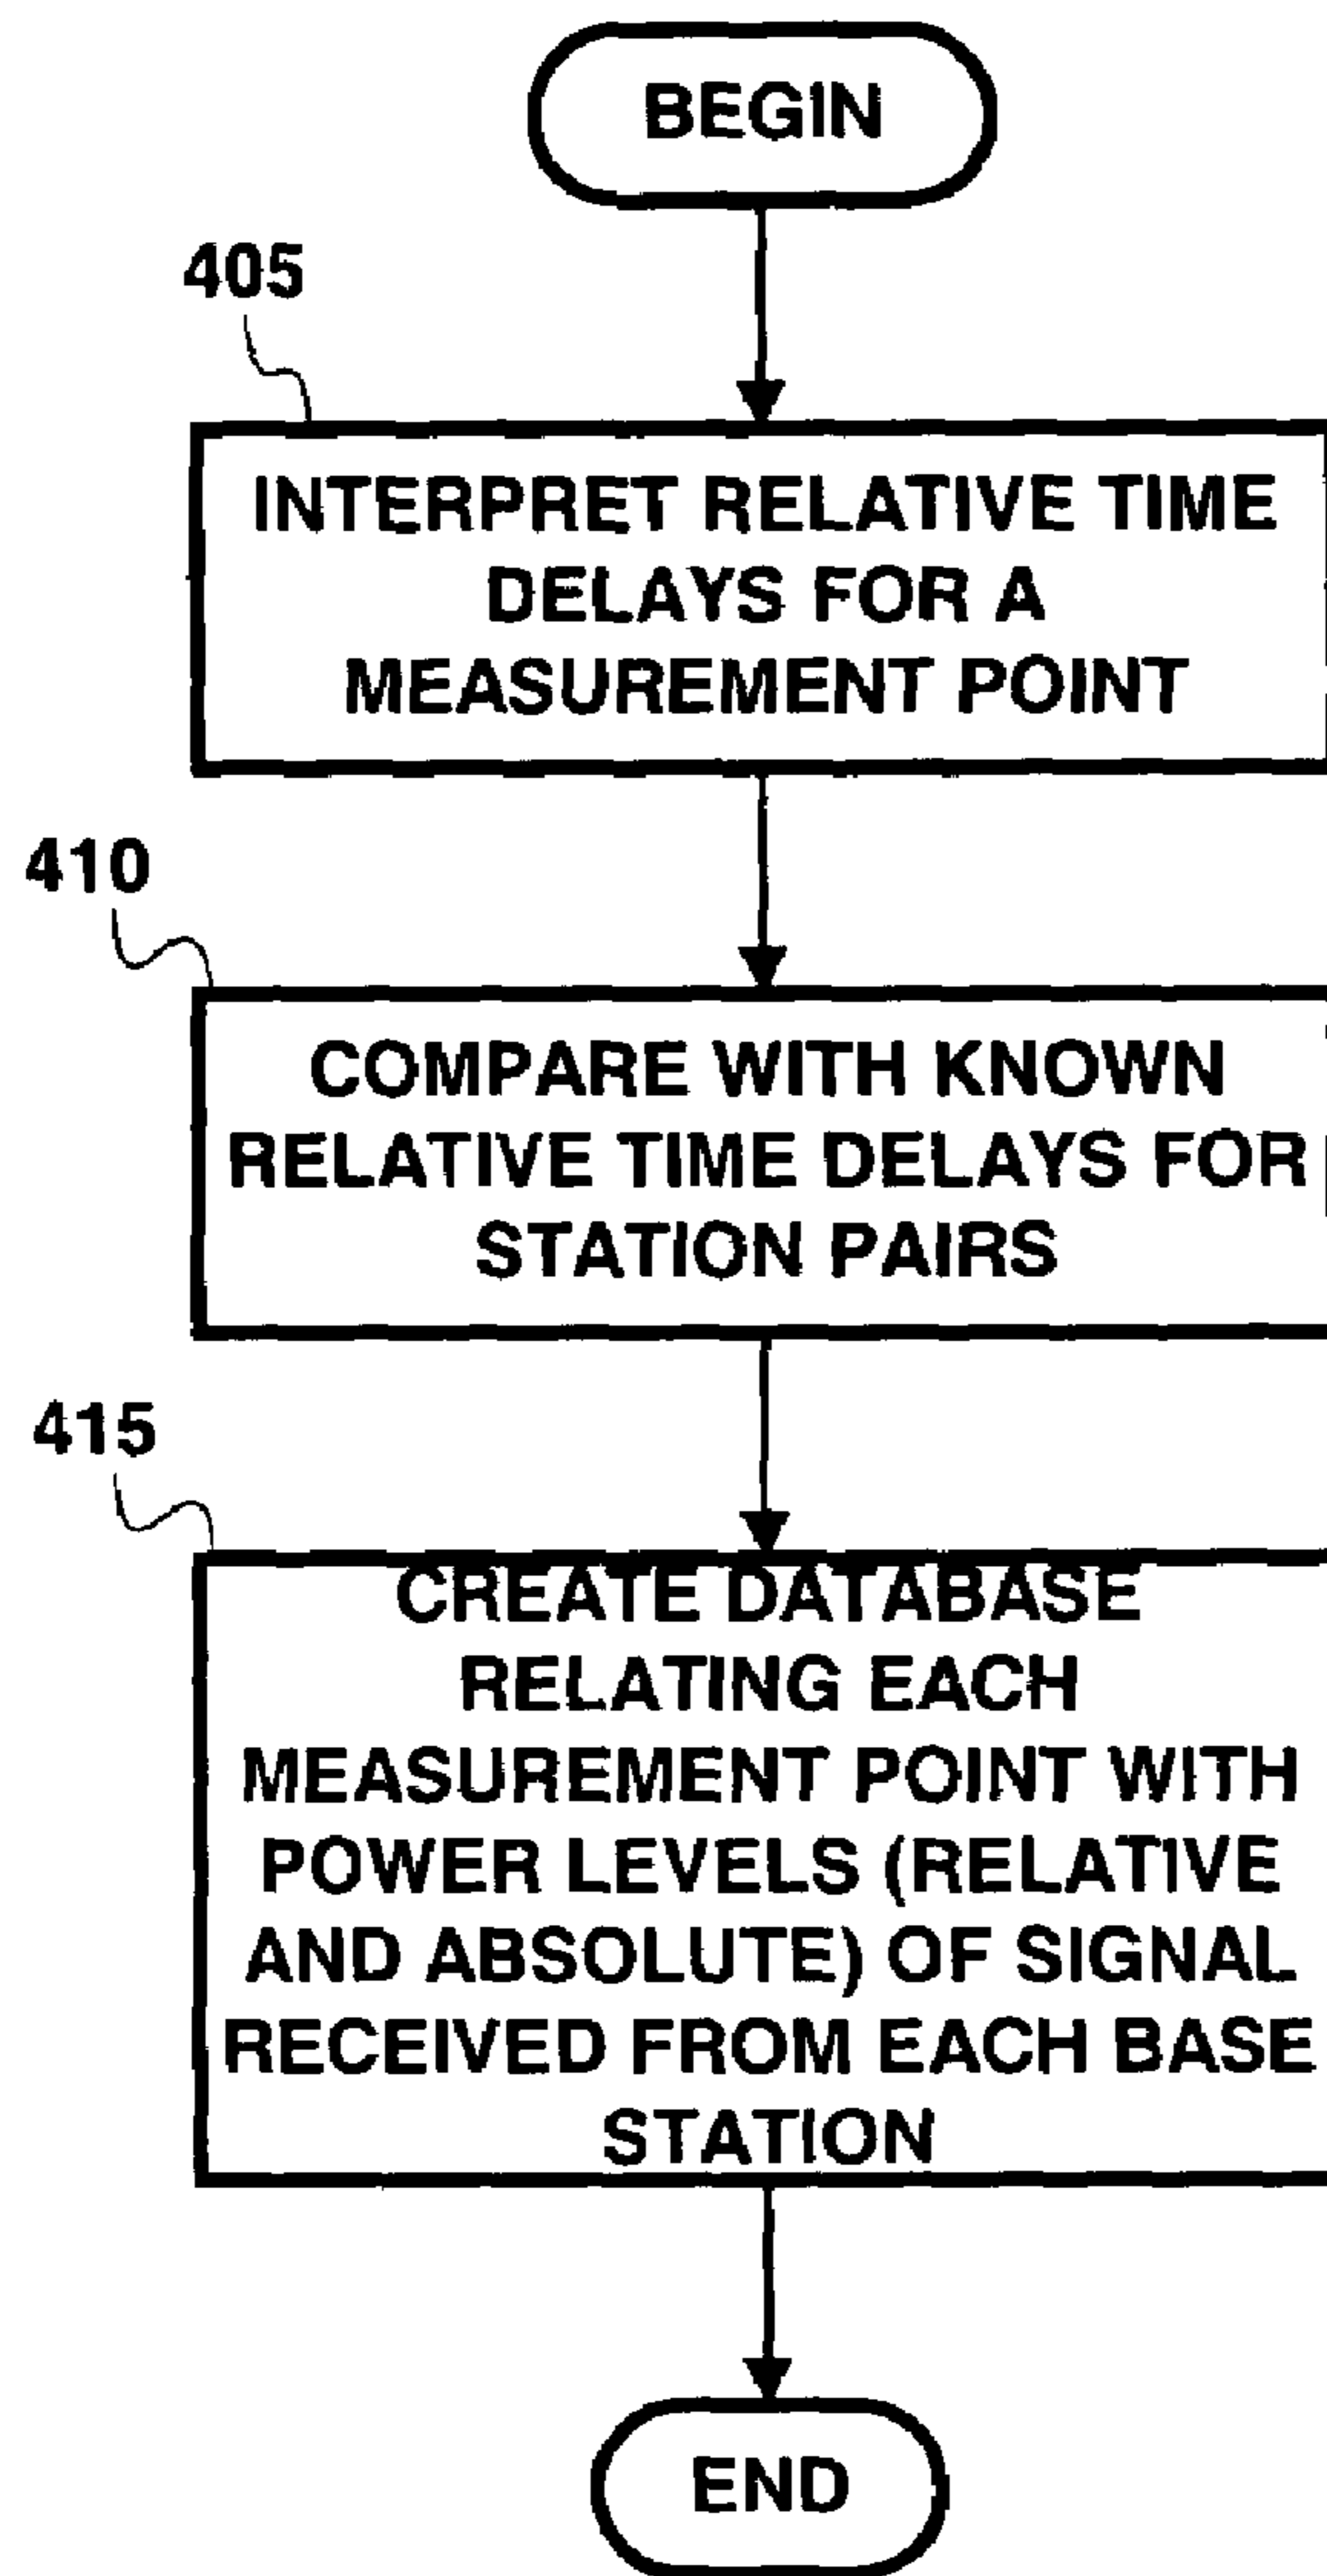 BEGIN
405
INTERPRET RELATIVE TIME
DELAYS FOR A
MEASUREMENT POINT
410
COMPARE WITH KNOWN
RELATIVE TIME DELAYS FOR
STATION PAIRS
415
CREATE DATABASE
RELATING EACH
MEASUREMENT POINT WITH
POWER LEVELS (RELATIVE
AND ABSOLUTE) OF SIGNAL
RECEIVED FROM EACH BASE
STATION
END